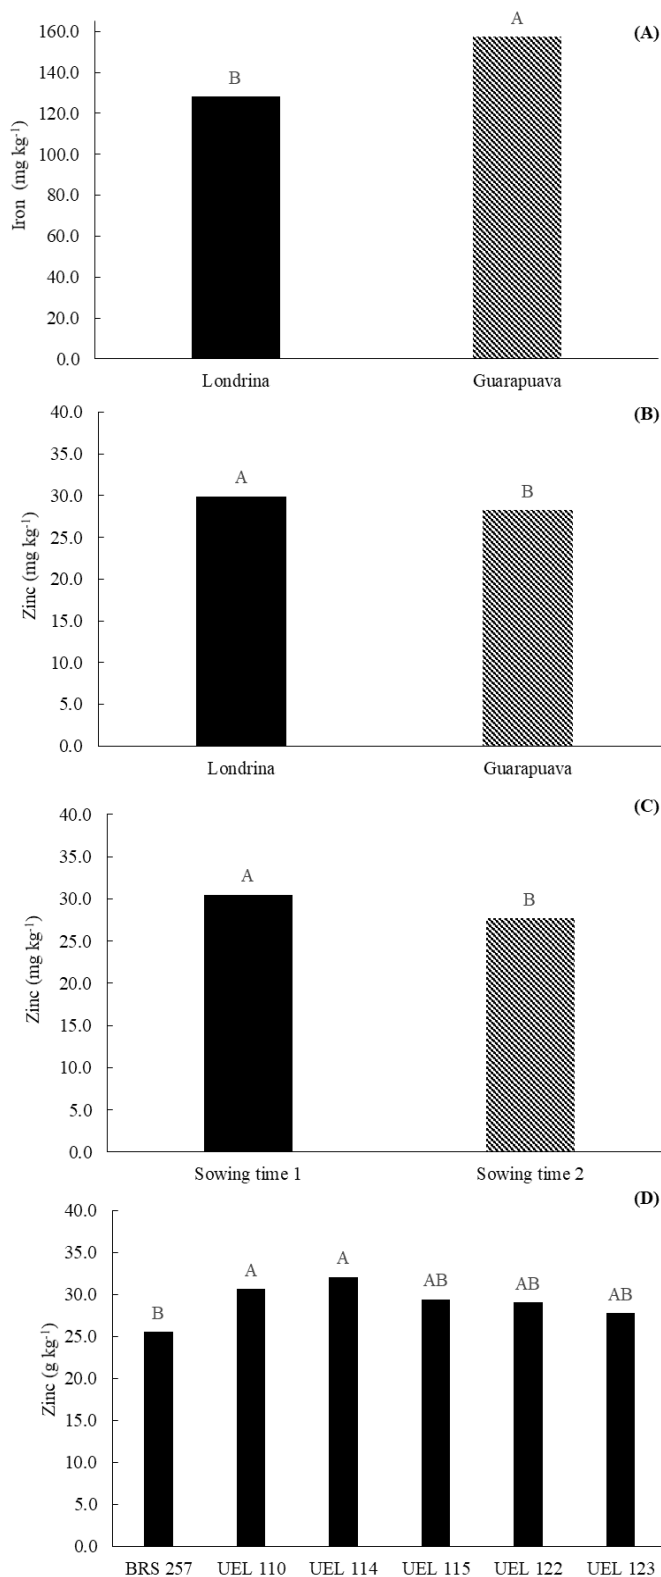 (A)
160.0
140.0
120.0
100.0
80.0
60.0
40.0
20.0
0.0
Iron (mg kg-1)
B
A
Londrina Guarapuava
(B)
40.0
35.0
30.0
25.0
20.0
15.0
10.0
5.0
0.0
Zinc (mg kg-1)
A
B
Londrina Guarapuava
(C)
40.0
35.0
30.0
25.0
20.0
15.0
10.0
5.0
0.0
Zinc (mg kg-1)
A
B
Sowing time 1 Sowing time 2
(D)
40.0
35.0
30.0
25.0
20.0
15.0
10.0
5.0
0.0
Zinc (g kg-1)
B
A
A
AB
AB
AB
BRS 257 UEL 110 UEL 114 UEL 115 UEL 122 UEL 123